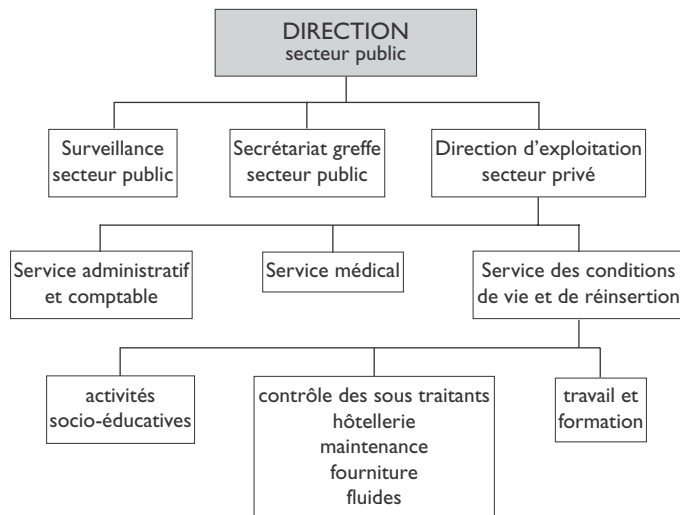 DIRECTION
secteur public
Surveillance
secteur public
Secrétariat greffe
secteur public
Direction d'exploitation
secteur privé
Service administratif
et comptable
Service médical
Service des conditions
de vie et de réinsertion
activités
socio-éducatives
contrôle des sous traitants
hôtellerie
maintenance
fourniture
fluides
travail et
formation